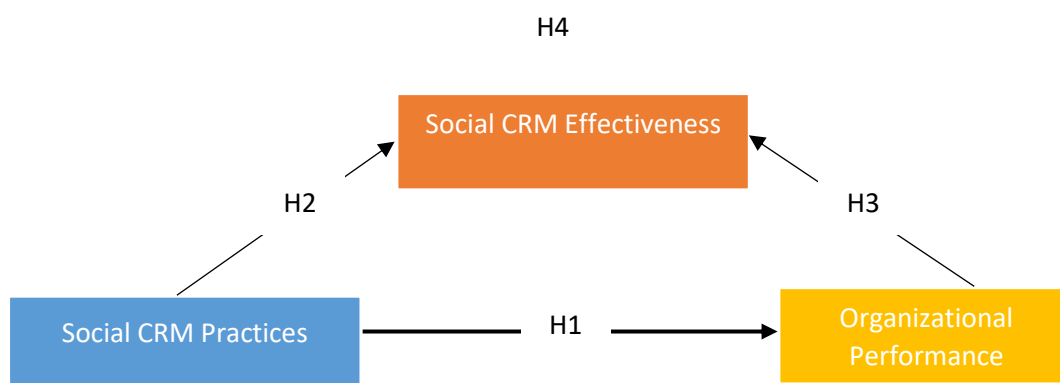 H4
Social CRM Effectiveness
H2
H3
Social CRM Practices
H1
Organizational
Performance